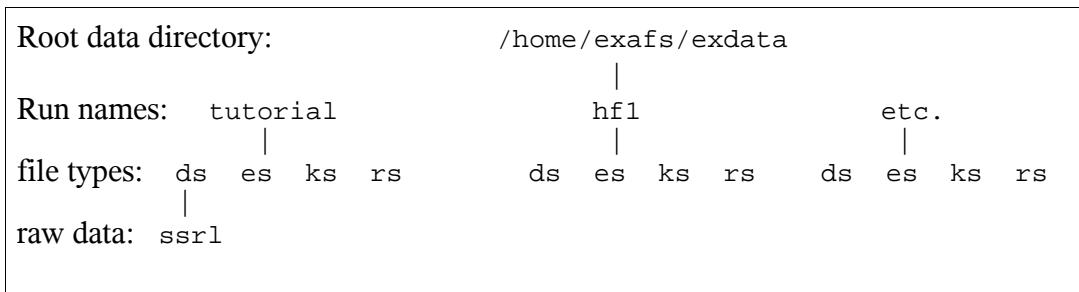 Root data directory: /home/exafs/exdata
|
Run names: tutorial hf1 etc.
| | |
file types: ds es ks rs ds es ks rs ds es ks rs
|
raw data: ssrl